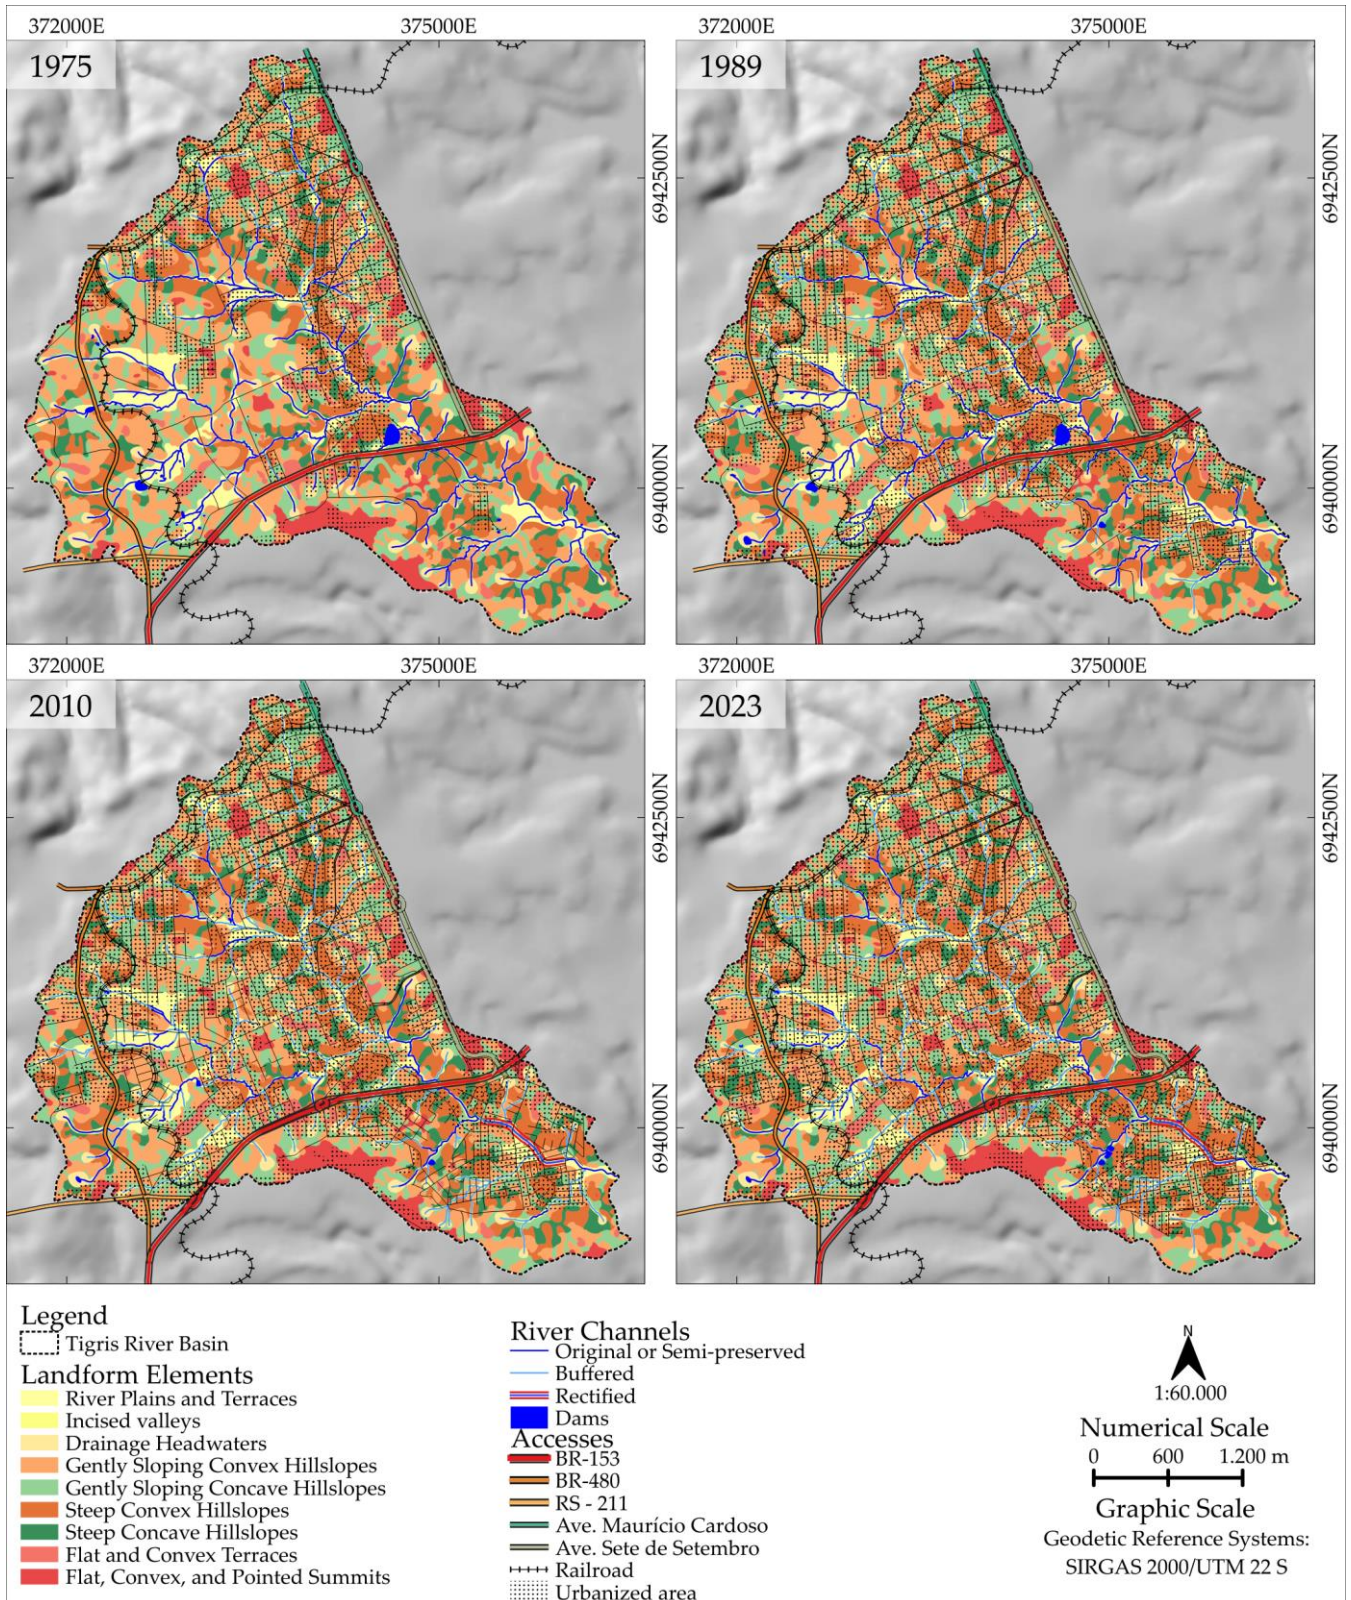 372000E 375000E 372000E 375000E
1975 1989
6942500N 6942500N
6940000N 6940000N
372000E 375000E 372000E 375000E
2010 2023
6942500N 6942500N
6940000N 6940000N
Legend
Tigris River Basin
Landform Elements
River Plains and Terraces
Incised valleys
Drainage Headwaters
Gently Sloping Convex Hillslopes
Gently Sloping Concave Hillslopes
Steep Convex Hillslopes
Steep Concave Hillslopes
Flat and Convex Terraces
Flat, Convex, and Pointed Summits
River Channels
Original or Semi-preserved
Buffered
Rectified
Dams
Accesses
BR-153
BR-480
RS - 211
Ave. Maurício Cardoso
Ave. Sete de Setembro
Railroad
Urbanized area
N
1:60.000
Numerical Scale
0 600 1.200 m
Graphic Scale
Geodetic Reference Systems:
SIRGAS 2000/UTM 22 S